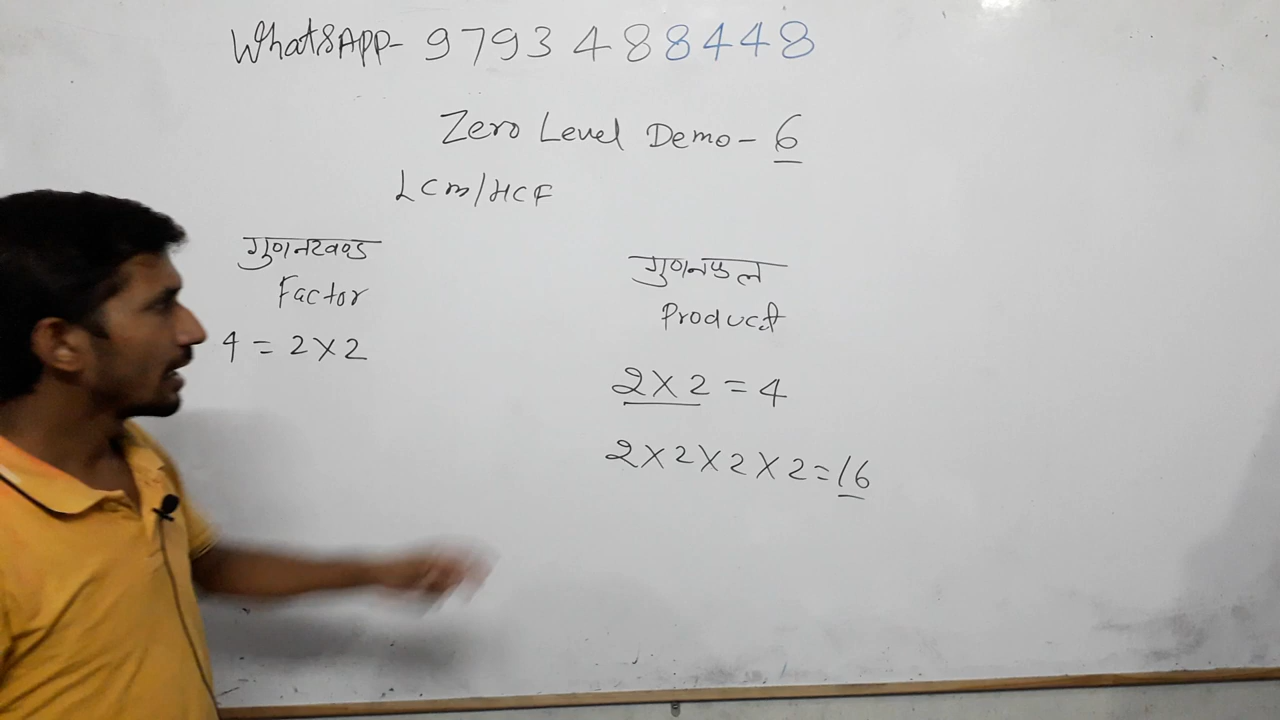 WhatsApp- 9793488448
Zero Level Demo-6
LCM/HCF
गुणनखण्ड
Factor
4 = 2×2
गुणनफल
Product
2×2 = 4
2×2×2×2=16